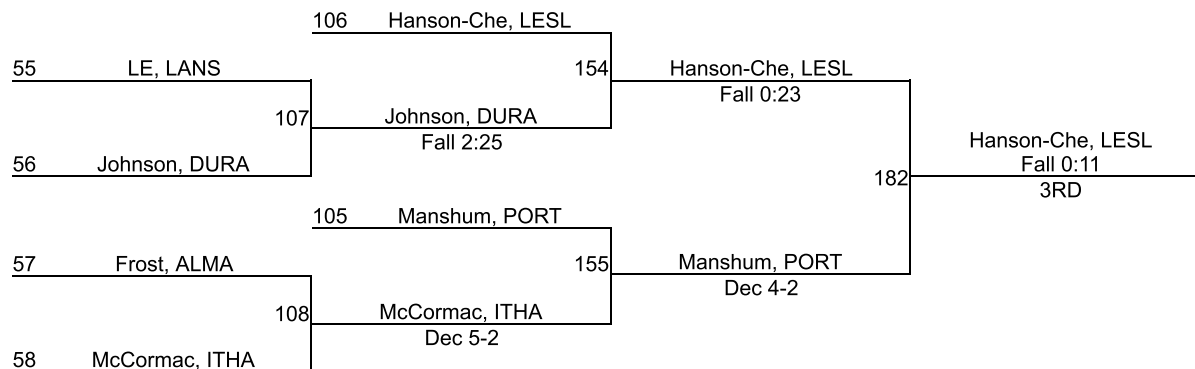 106 Hanson-Che, LESL
55 LE, LANS
154 Hanson-Che, LESL
Fall 0:23
107 Johnson, DURA
Fall 2:25
56 Johnson, DURA
Hanson-Che, LESL
Fall 0:11
182
3RD
105 Manshum, PORT
57 Frost, ALMA
155 Manshum, PORT
Dec 4-2
108 McCormac, ITHA
Dec 5-2
58 McCormac, ITHA